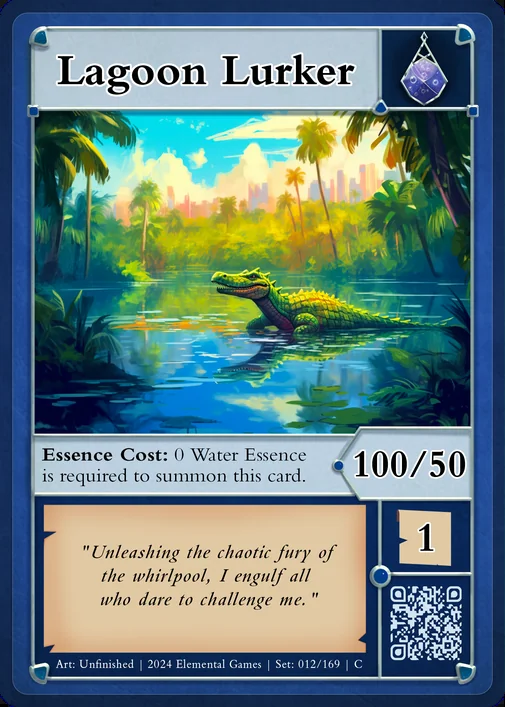 Lagoon Lurker
Essence Cost: 0 Water Essence
is required to summon this card.
100/50
"Unleashing the chaotic fury of
the whirlpool, I engulf all
who dare to challenge me."
1
Art: Unfinished | 2024 Elemental Games | Set: 012/169 | C